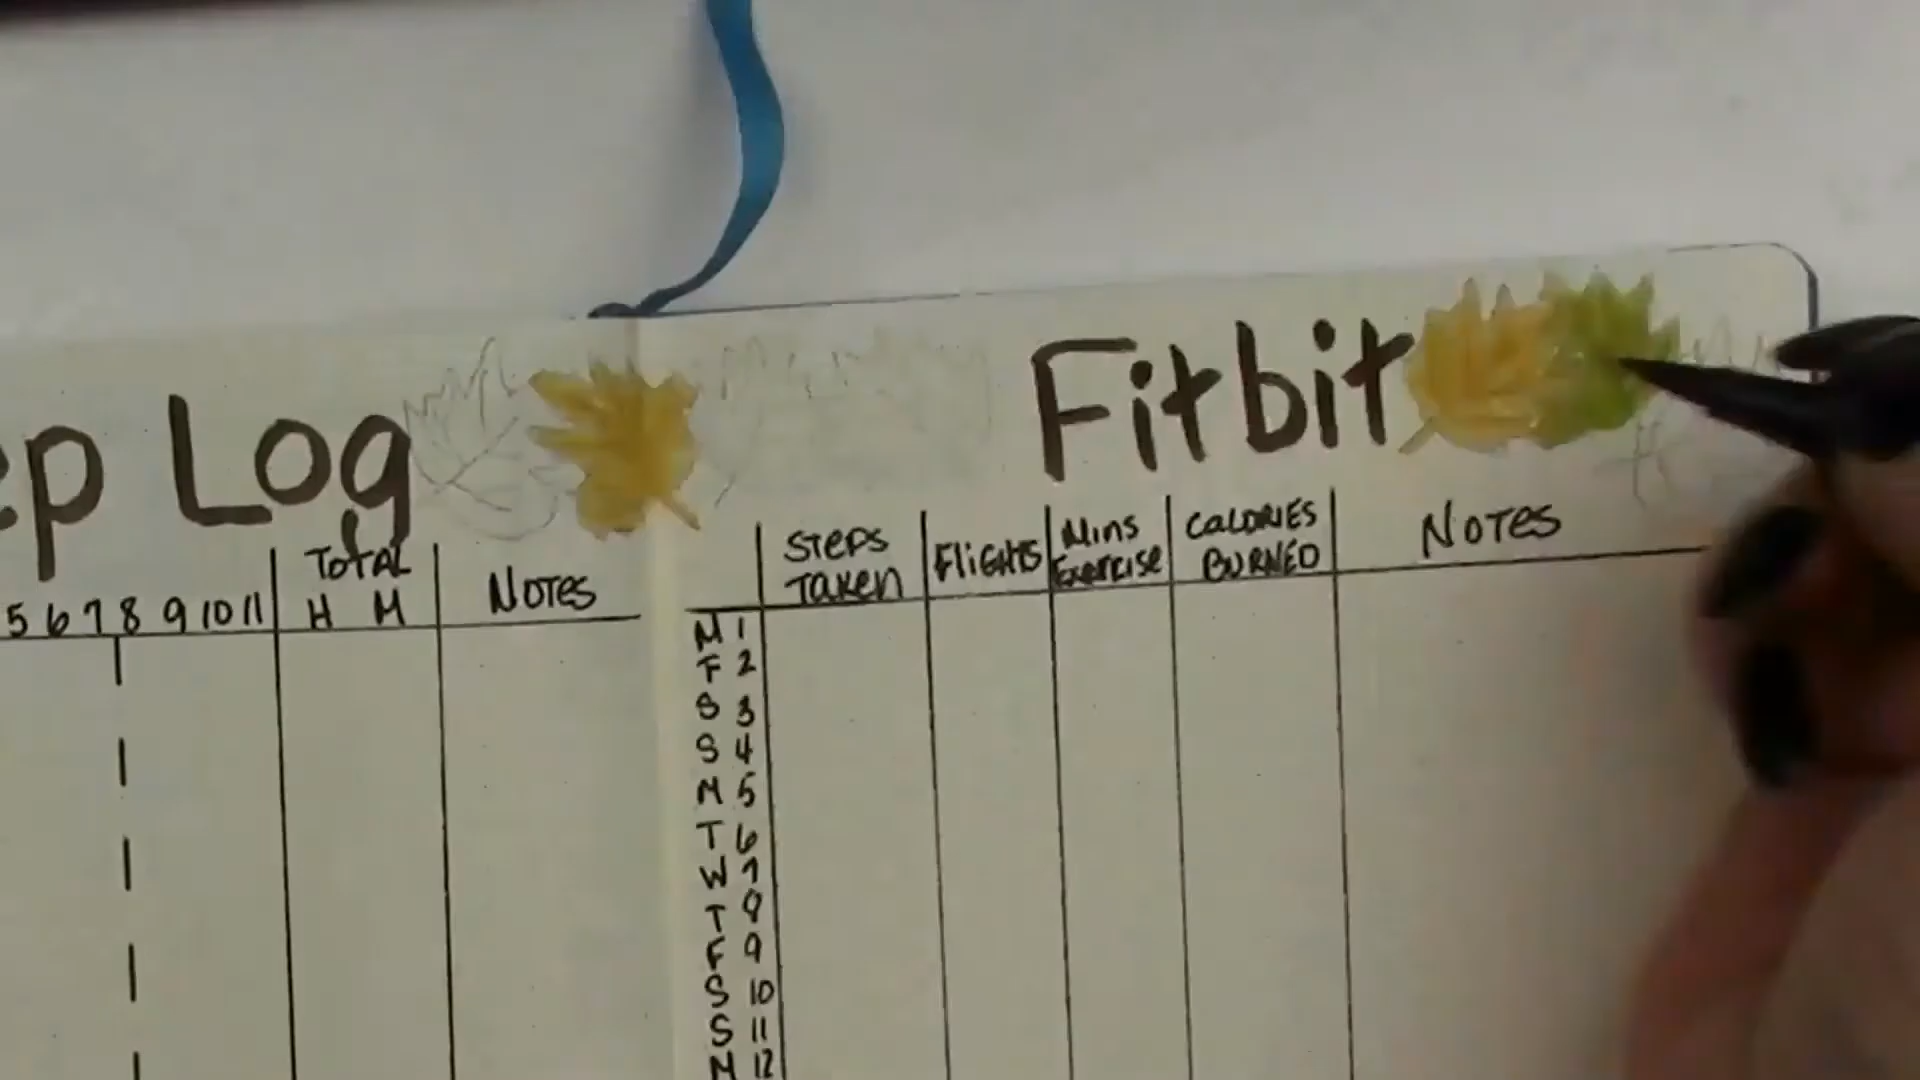 ep Log
TOTAL
5 6 7 8 9 10 11 H M NOTES
Fitbit
STEPS TAKEN FLIGHTS MINS EXERCISE CALORIES BURNED NOTES
M 1
F 2
S 3
S 4
M 5
T 6
W 7
T 8
F 9
S 10
S 11
M 12